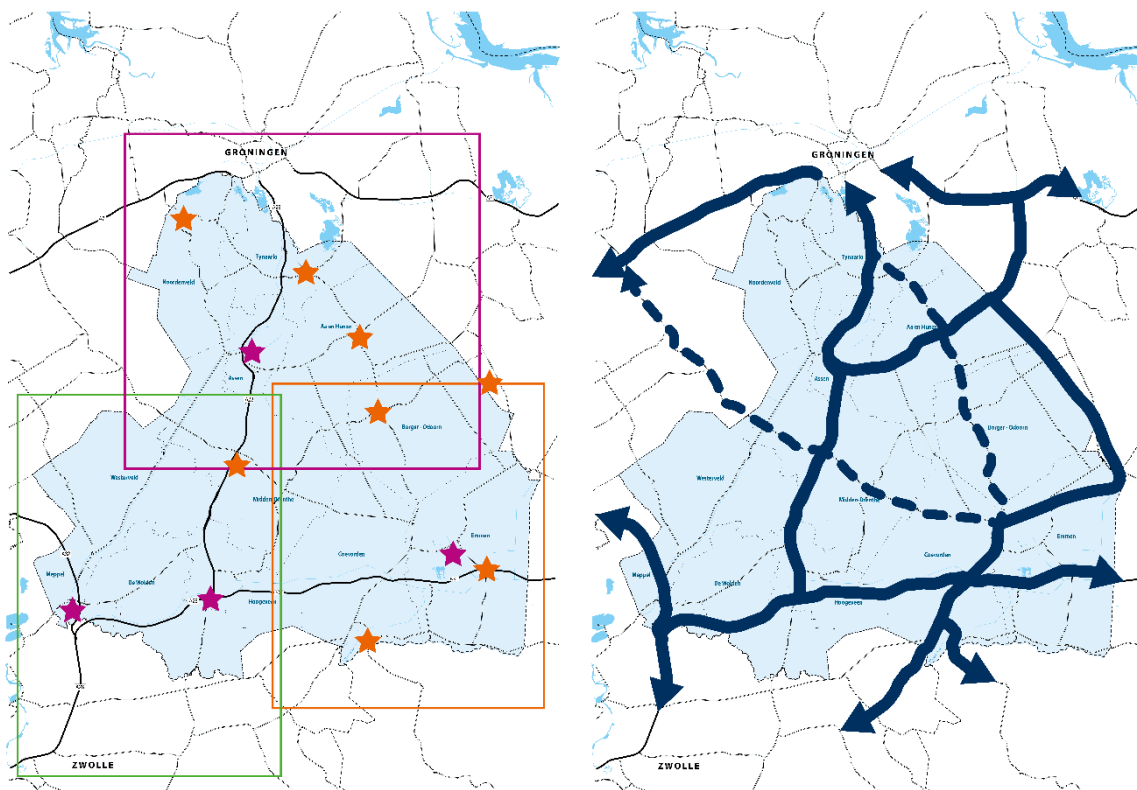 GRONINGEN
Tynaarlo
Noordenveld
Aa en Hunze
Assen
Borger - Odoorn
Westerveld
Midden-Drenthe
Emmen
Coevorden
Meppel
De Wolden
Hoogeveen
ZWOLLE
GRONINGEN
Tynaarlo
Noordenveld
Aa en Hunze
Assen
Borger - Odoorn
Westerveld
Midden-Drenthe
Emmen
Coevorden
Meppel
De Wolden
Hoogeveen
ZWOLLE